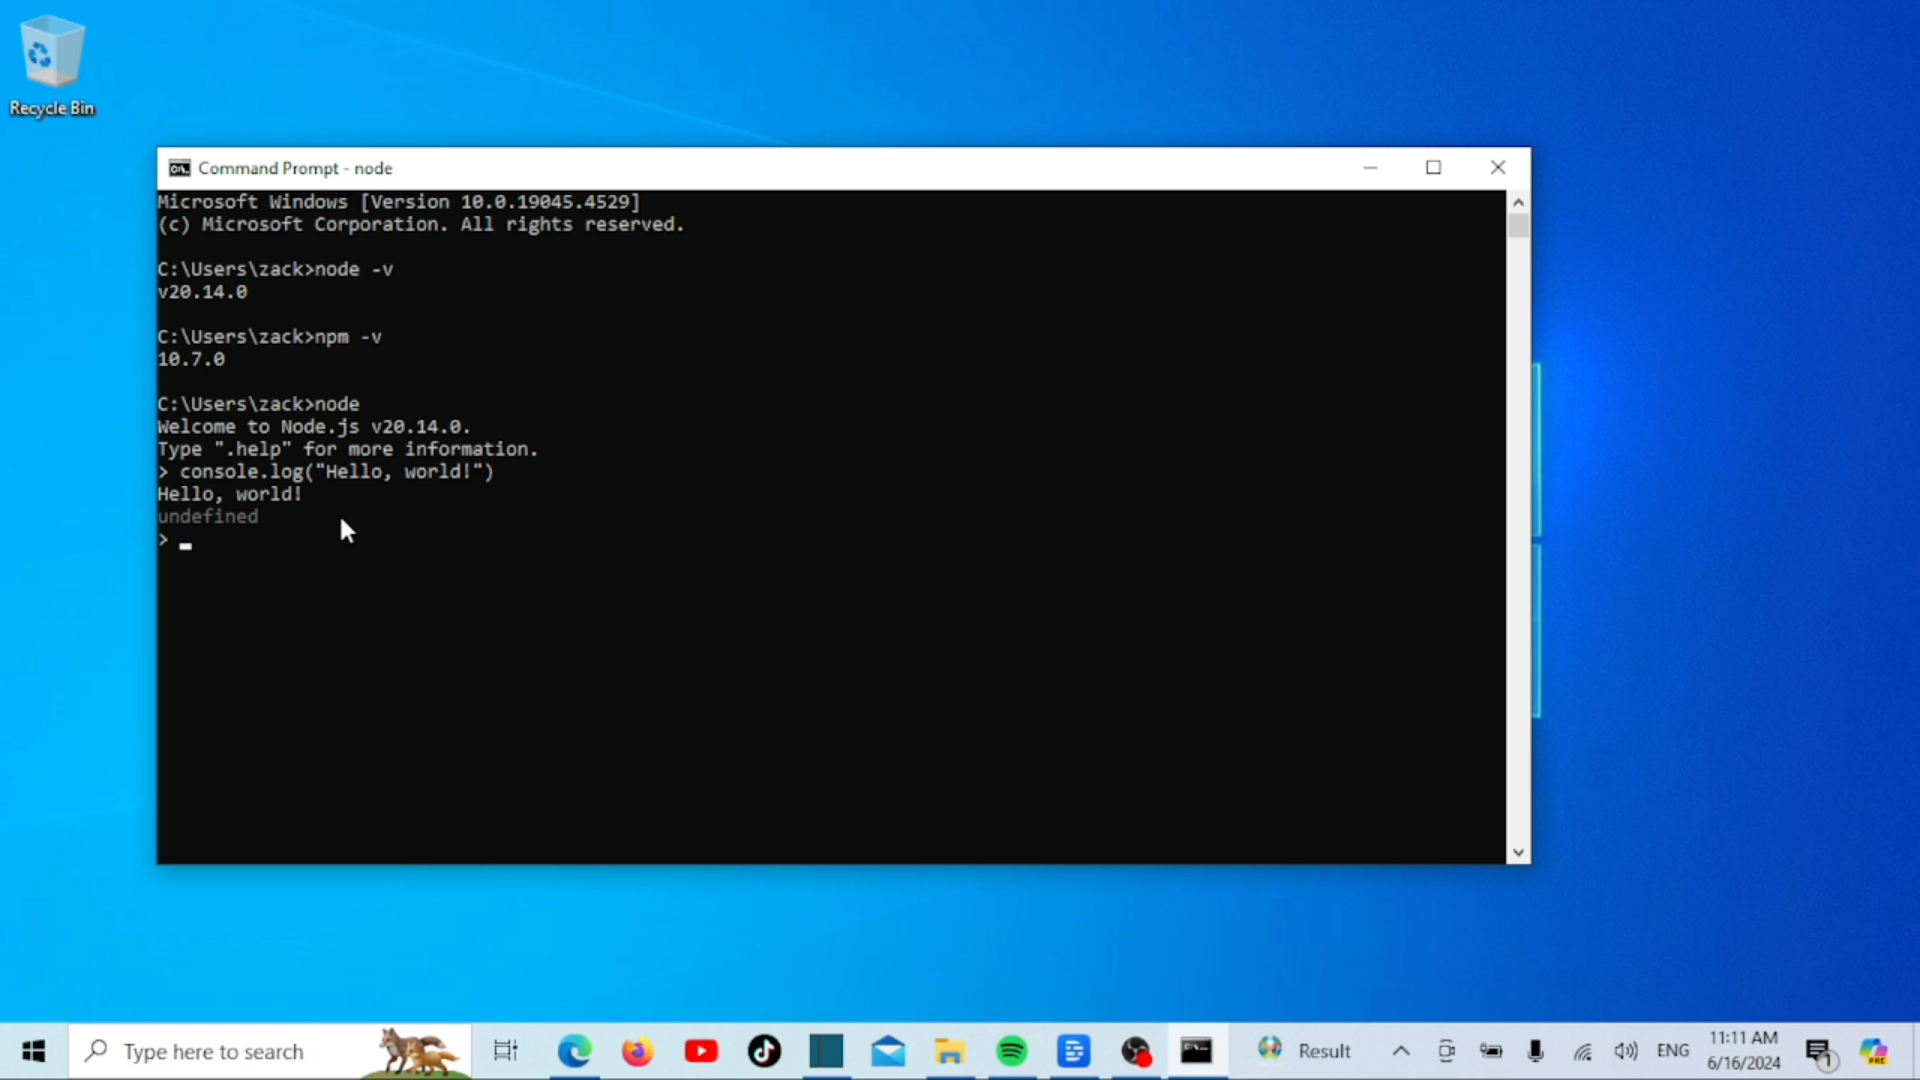 Recycle Bin
Command Prompt - node
Microsoft Windows [Version 10.0.19045.4529]
(c) Microsoft Corporation. All rights reserved.
C:\Users\zack>node -v
v20.14.0
C:\Users\zack>npm -v
10.7.0
C:\Users\zack>node
Welcome to Node.js v20.14.0.
Type ".help" for more information.
> console.log("Hello, world!")
Hello, world!
undefined
>
Type here to search
Result
ENG
11:11 AM
6/16/2024
1
PRE